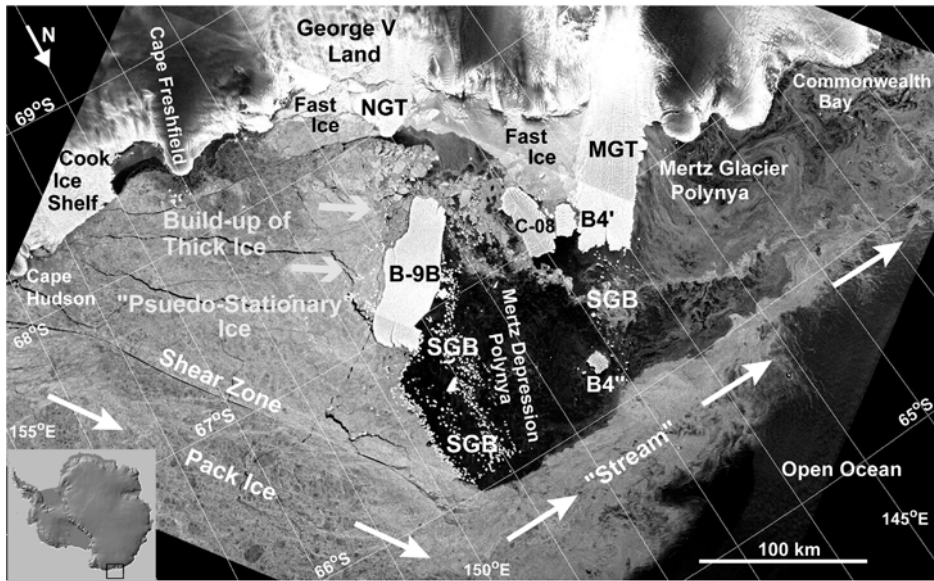 N
George V
Land
Cape Freshfield
Commonwealth
Bay
69°S
Fast
Ice
NGT
Fast
Ice
MGT
Cook
Ice
Shelf
Mertz Glacier
Polynya
Build-up of
Thick Ice
C-08
B4'
B-9B
Cape
Hudson
"Psuedo-Stationary
Ice
Mertz Depression
Polynya
SGB
68°S
SGB
Shear Zone
B4"
67°S
155°E
SGB
"Stream"
65°S
Pack Ice
Open Ocean
145°E
66°S
150°E
100 km